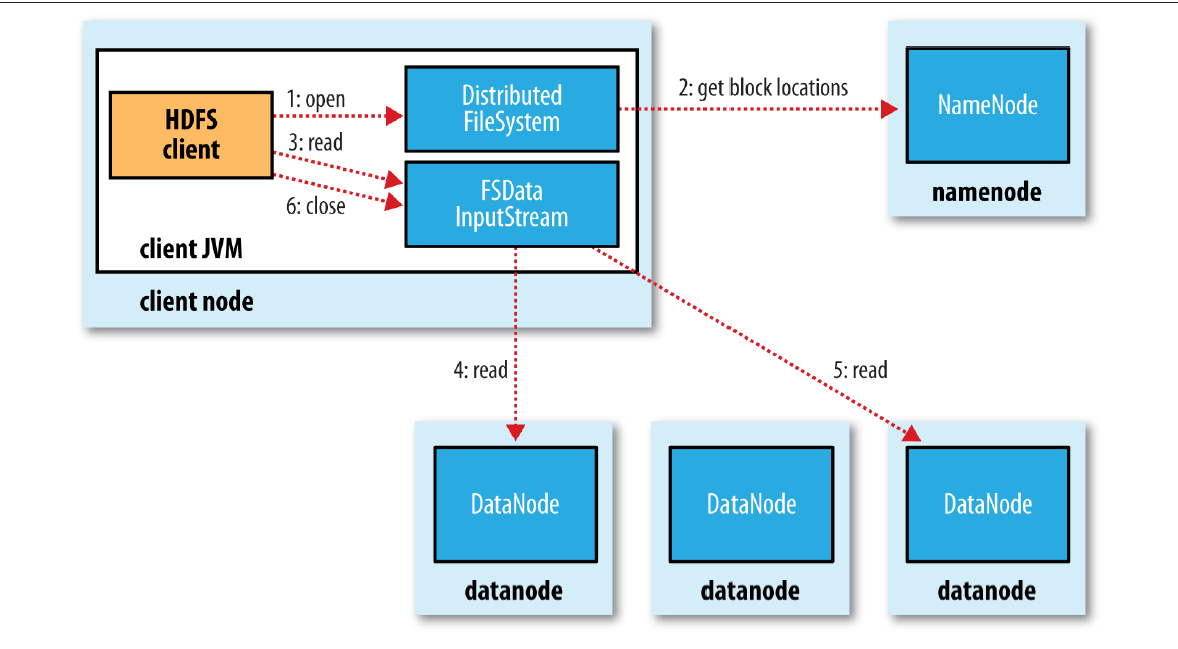 HDFS
client
1: open
3: read
6: close
Distributed
FileSystem
FSData
InputStream
client JVM
client node
2: get block locations
NameNode
namenode
4: read
5: read
DataNode
datanode
DataNode
datanode
DataNode
datanode